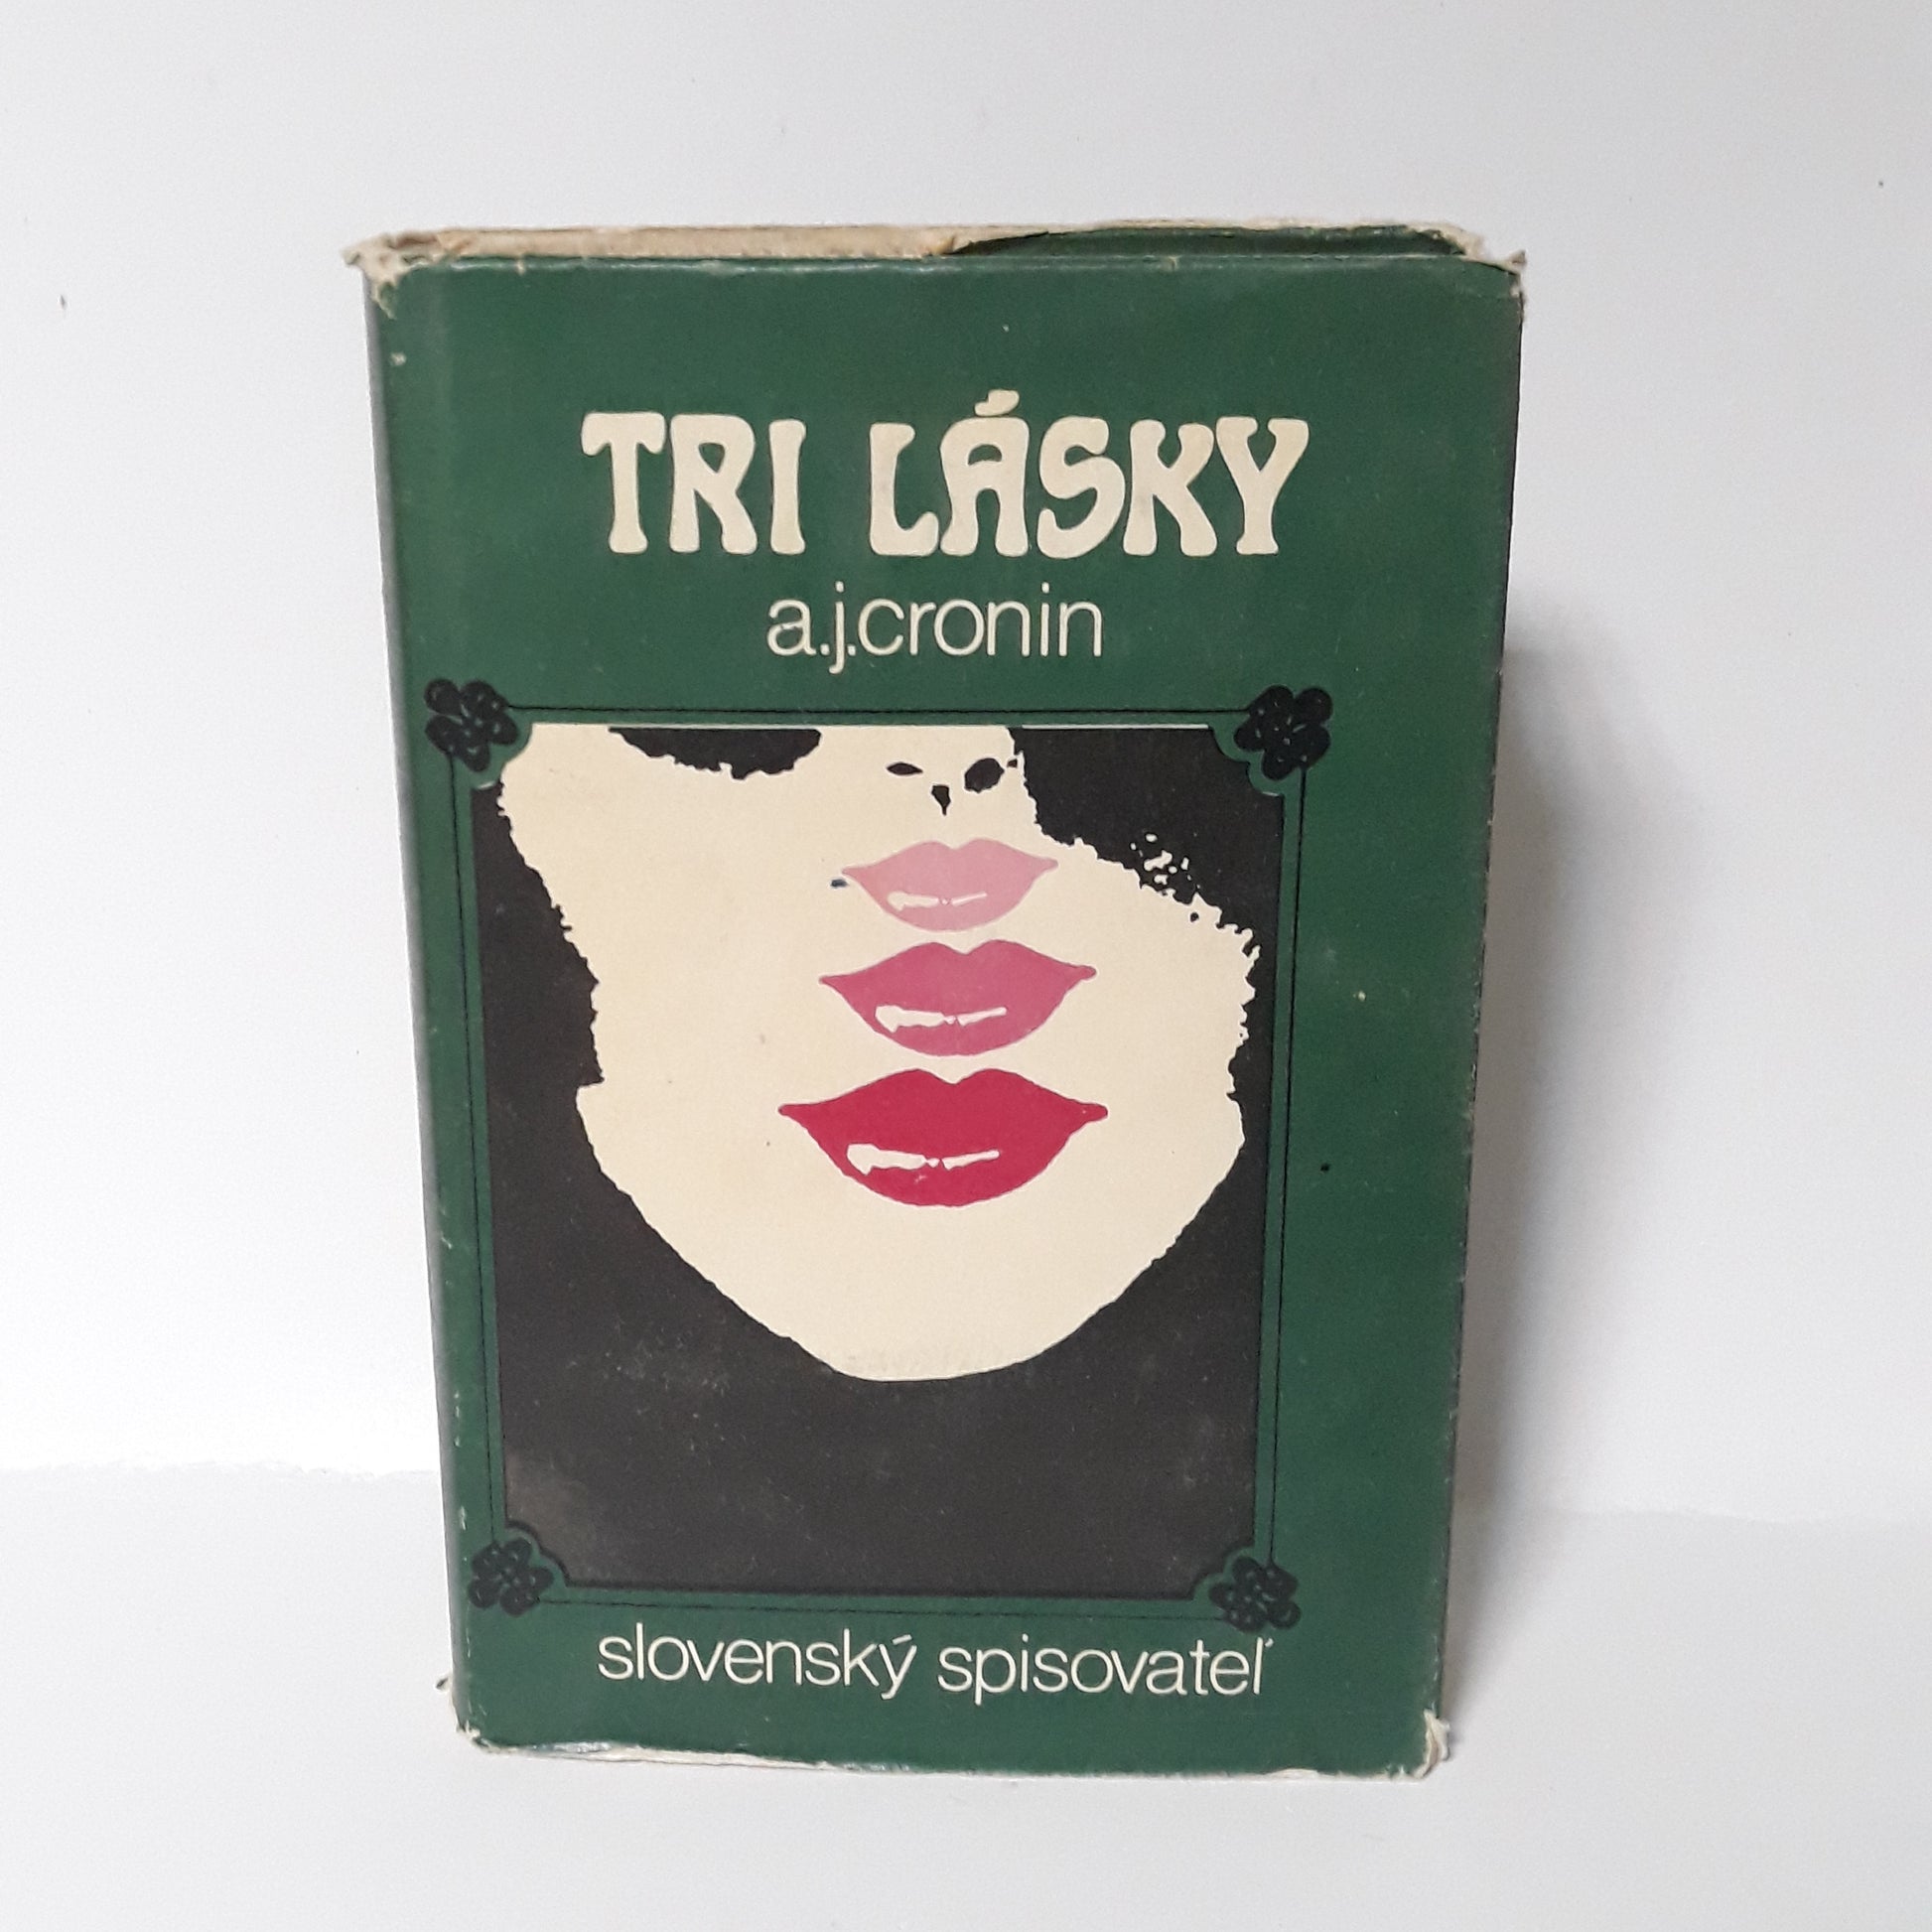 TRI LÁSKY
a.j.cronin
slovenský spisovateľ